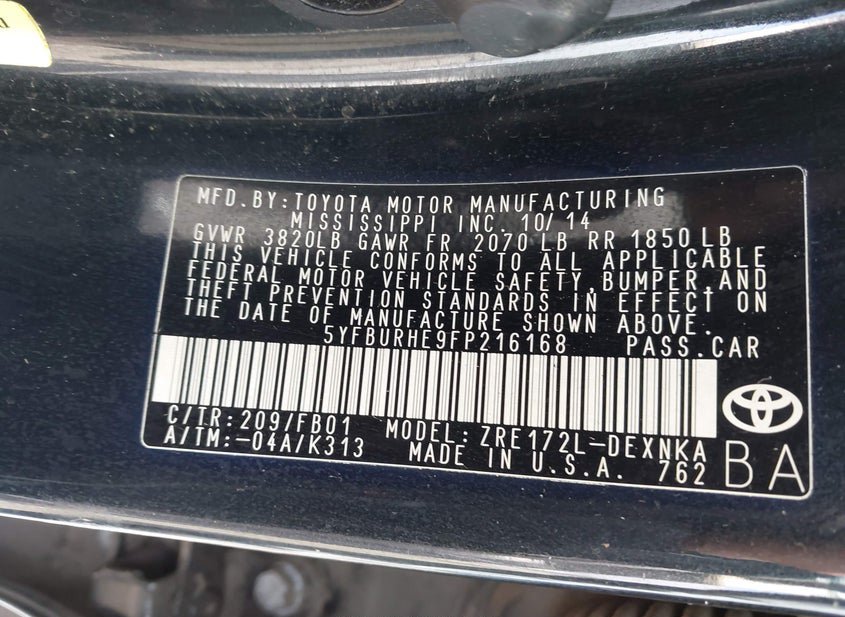 MFD.BY:TOYOTA MOTOR MANUFACTURING
MISSISSIPPI INC. 10/14
GVWR 3820LB GAWR FR 2070 LB RR 1850 LB
THIS VEHICLE CONFORMS TO ALL APPLICABLE
FEDERAL MOTOR VEHICLE SAFETY,BUMPER,AND
THEFT PREVENTION STANDARDS IN EFFECT ON
THE DATE OF MANUFACTURE SHOWN ABOVE.
5YFBURHE9FP216168 PASS.CAR
C/TR:209/FB01 MODEL:ZRE172L-DEXNKA
A/TM:-04A/K313 MADE IN U.S.A. 762 BA